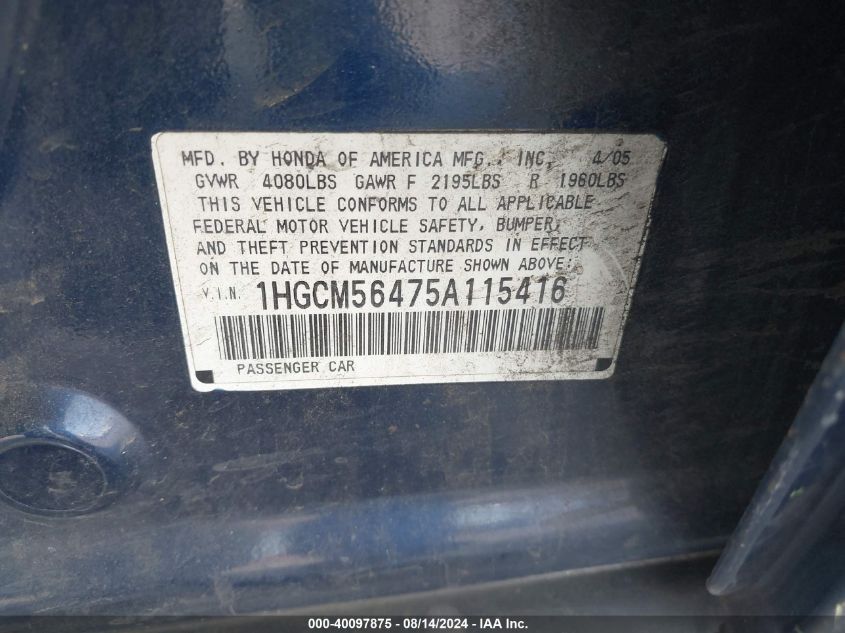 MFD. BY HONDA OF AMERICA MFG., INC. 4/05
GVWR 4080LBS GAWR F 2195LBS R 1960LBS
THIS VEHICLE CONFORMS TO ALL APPLICABLE
FEDERAL MOTOR VEHICLE SAFETY, BUMPER,
AND THEFT PREVENTION STANDARDS IN EFFECT
ON THE DATE OF MANUFACTURE SHOWN ABOVE.
V.I.N. 1HGCM56475A115416
PASSENGER CAR
000-40097875 - 08/14/2024 - IAA Inc.